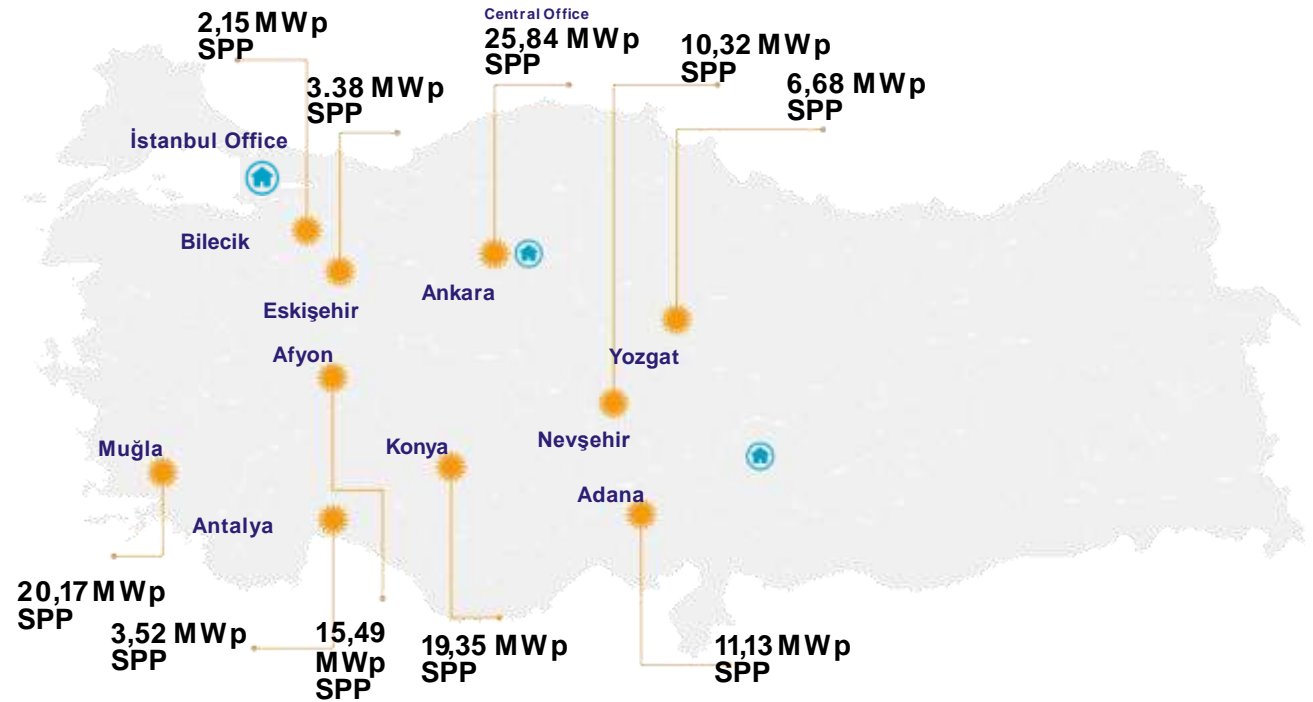 Central Office
2,15 MWp
SPP
25,84 MWp
SPP
10,32 MWp
SPP
3.38 MWp
SPP
6,68 MWp
SPP
İstanbul Office
Bilecik
Ankara
Eskişehir
Afyon
Yozgat
Muğla
Konya
Nevşehir
Adana
Antalya
20,17 MWp
SPP
3,52 MWp
SPP
15,49
MWp
SPP
19,35 MWp
SPP
11,13 MWp
SPP